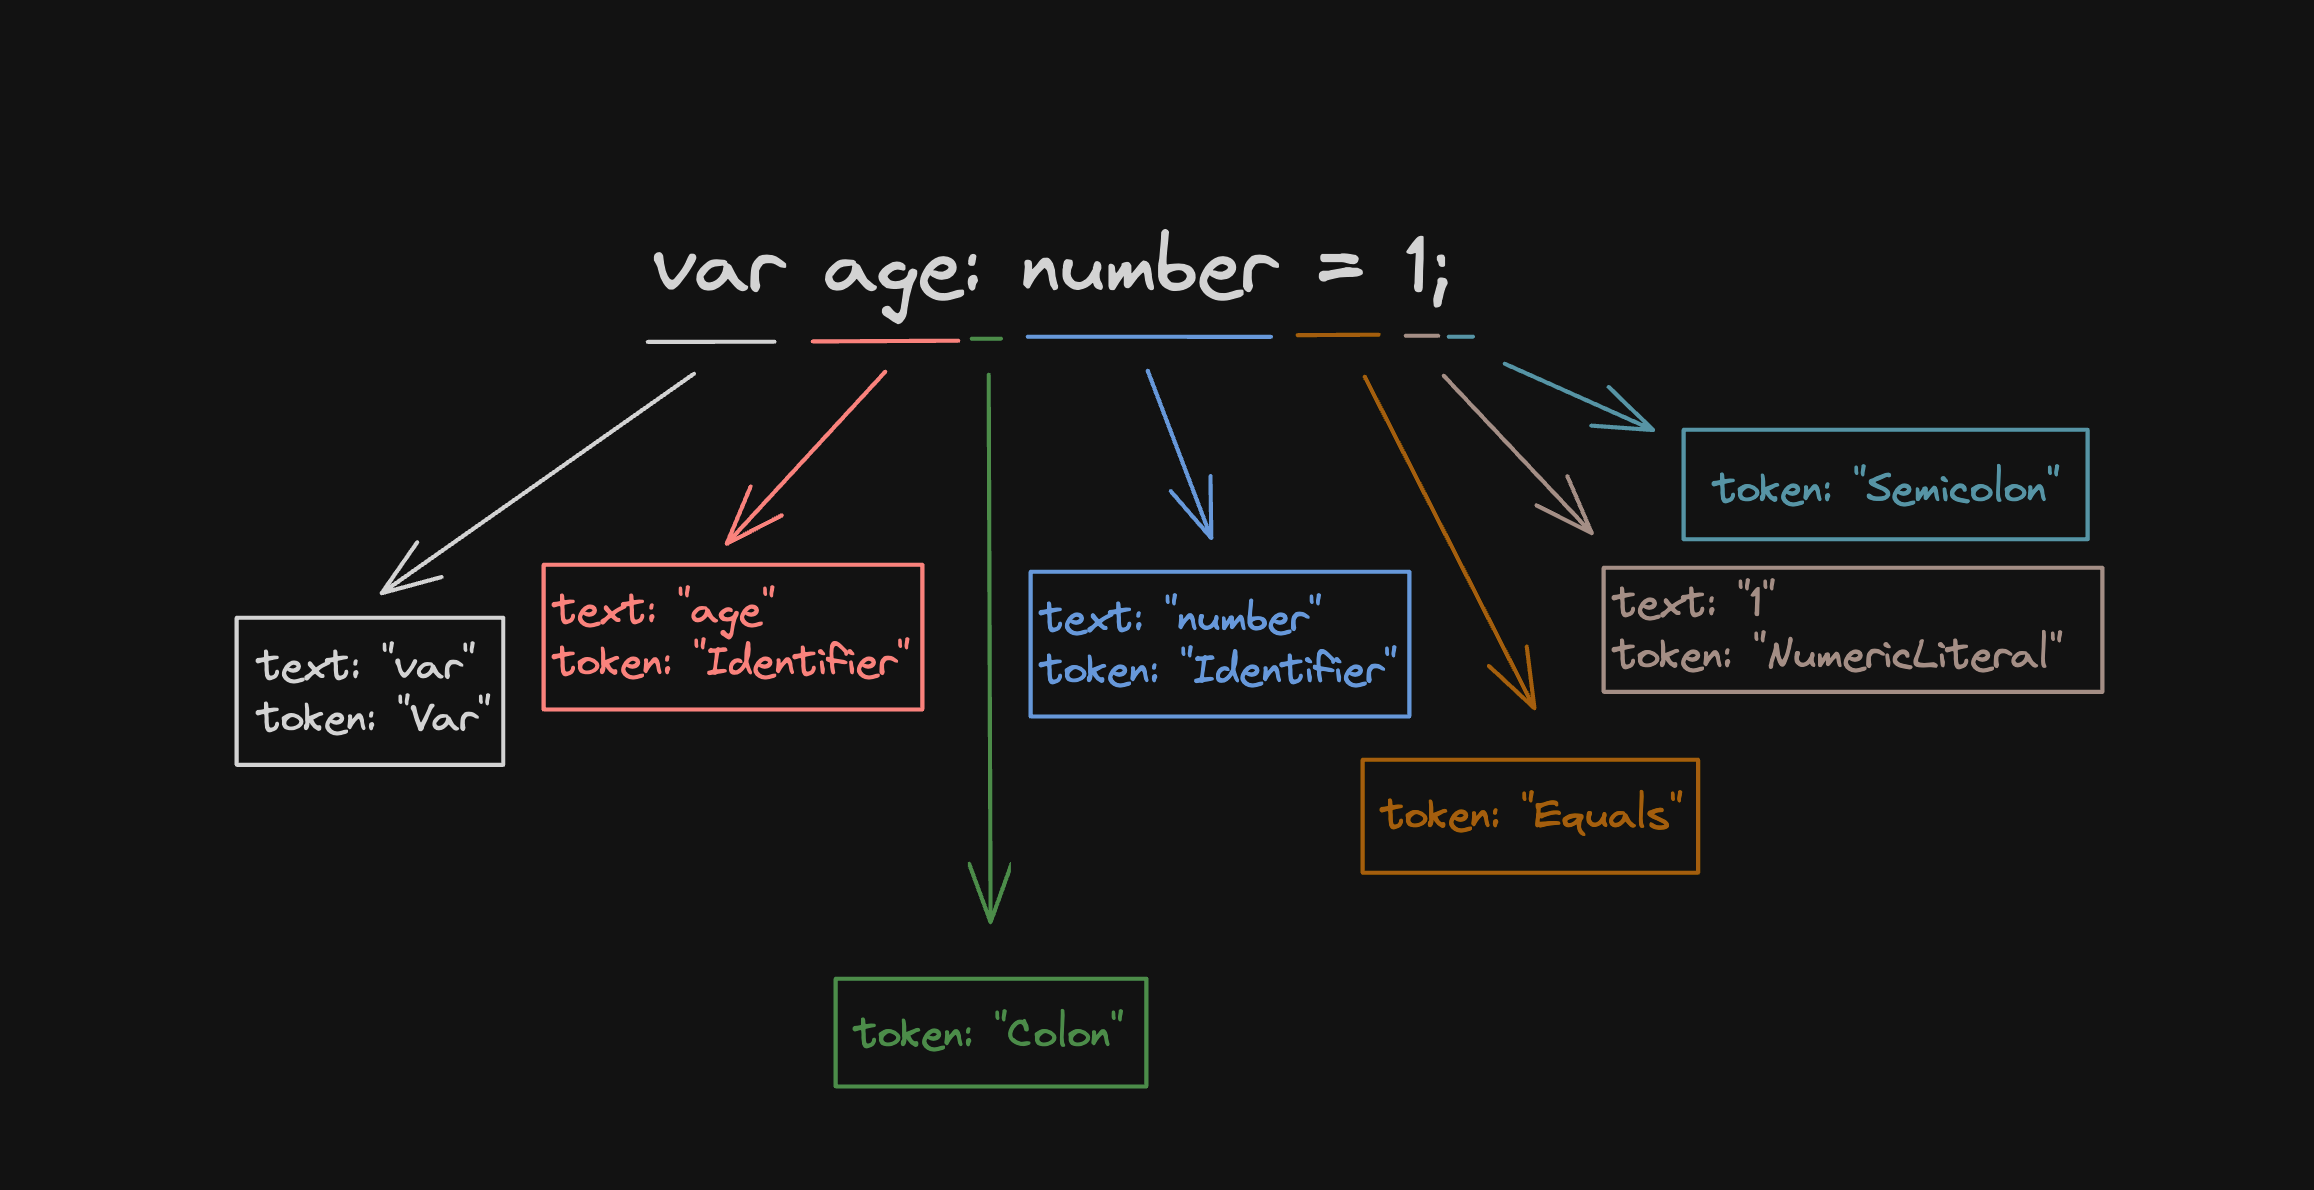 var age: number = 1;
token: "Semicolon"
text: "age"
token: "Identifier"
text: "number"
token: "Identifier"
text: "1"
token: "NumericLiteral"
text: "var"
token: "Var"
token: "Equals"
token: "Colon"